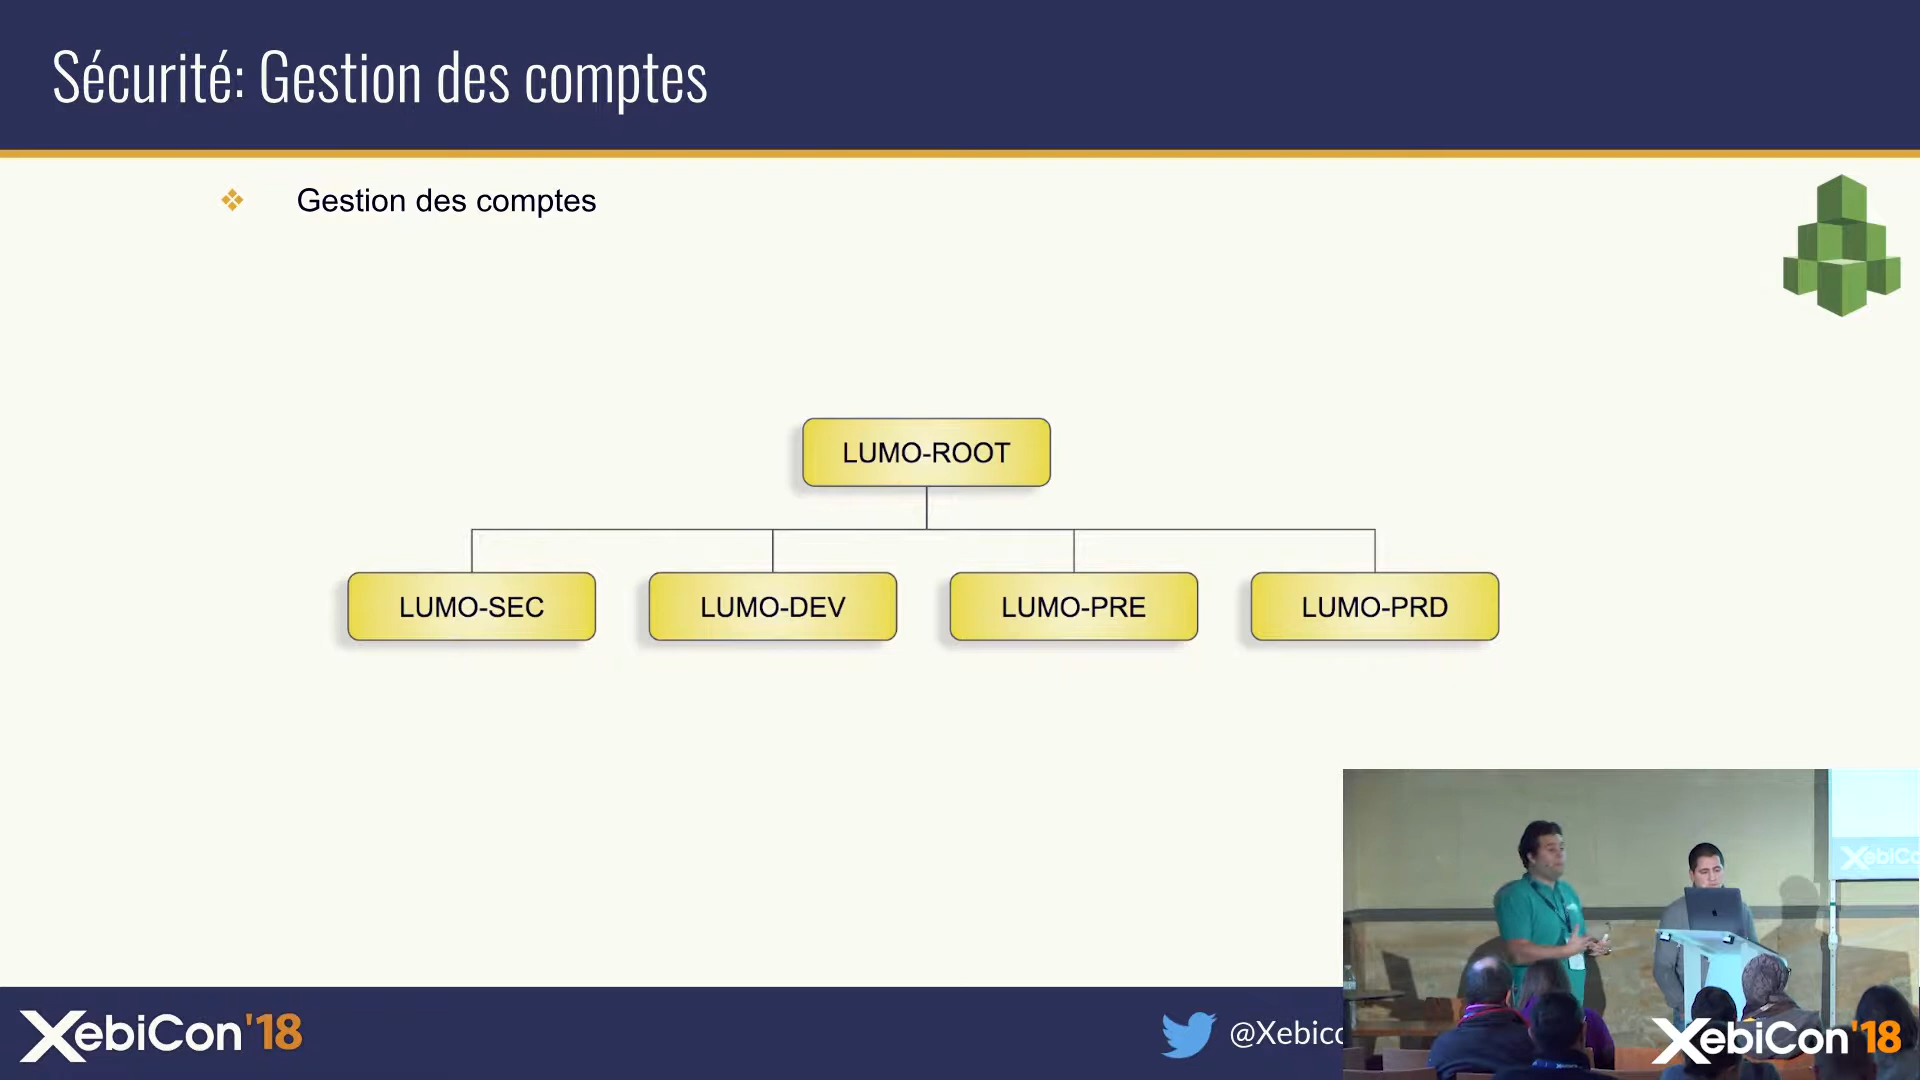 Sécurité: Gestion des comptes
Gestion des comptes
LUMO-ROOT
LUMO-SEC
LUMO-DEV
LUMO-PRE
LUMO-PRD
XebiCon'18
@Xebico
XebiCon'18